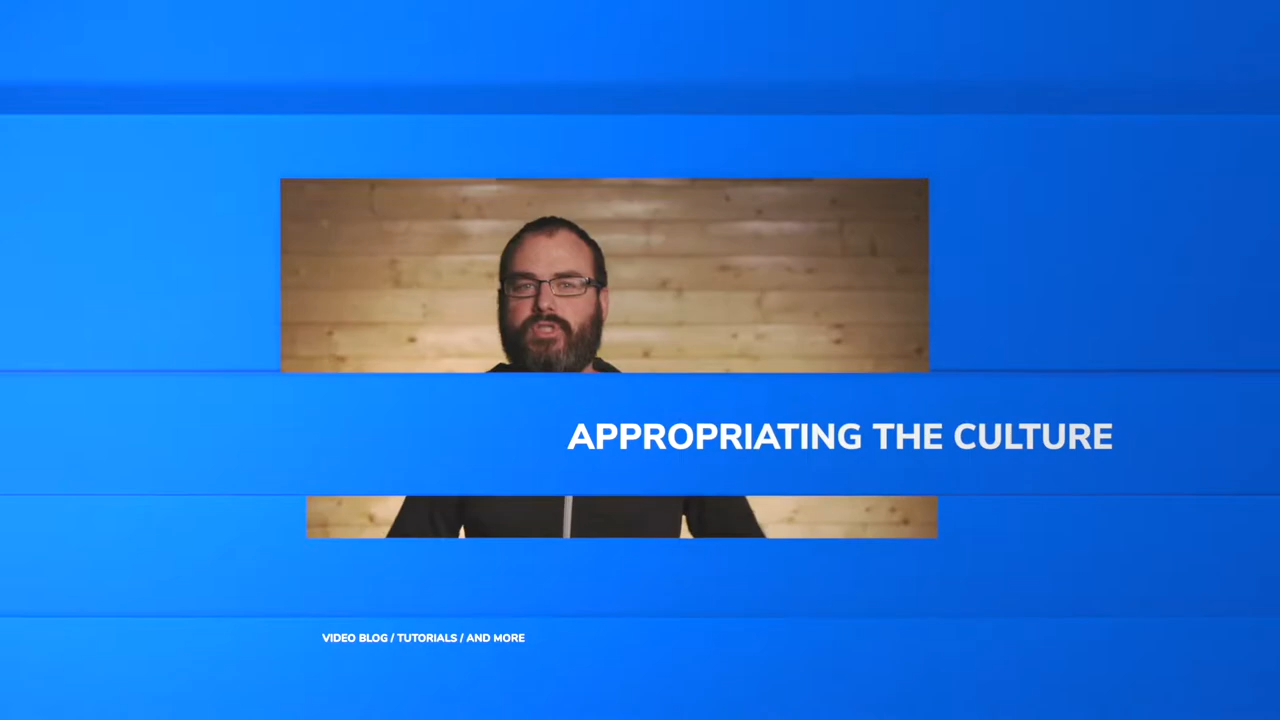 APPROPRIATING THE CULTURE
VIDEO BLOG / TUTORIALS / AND MORE